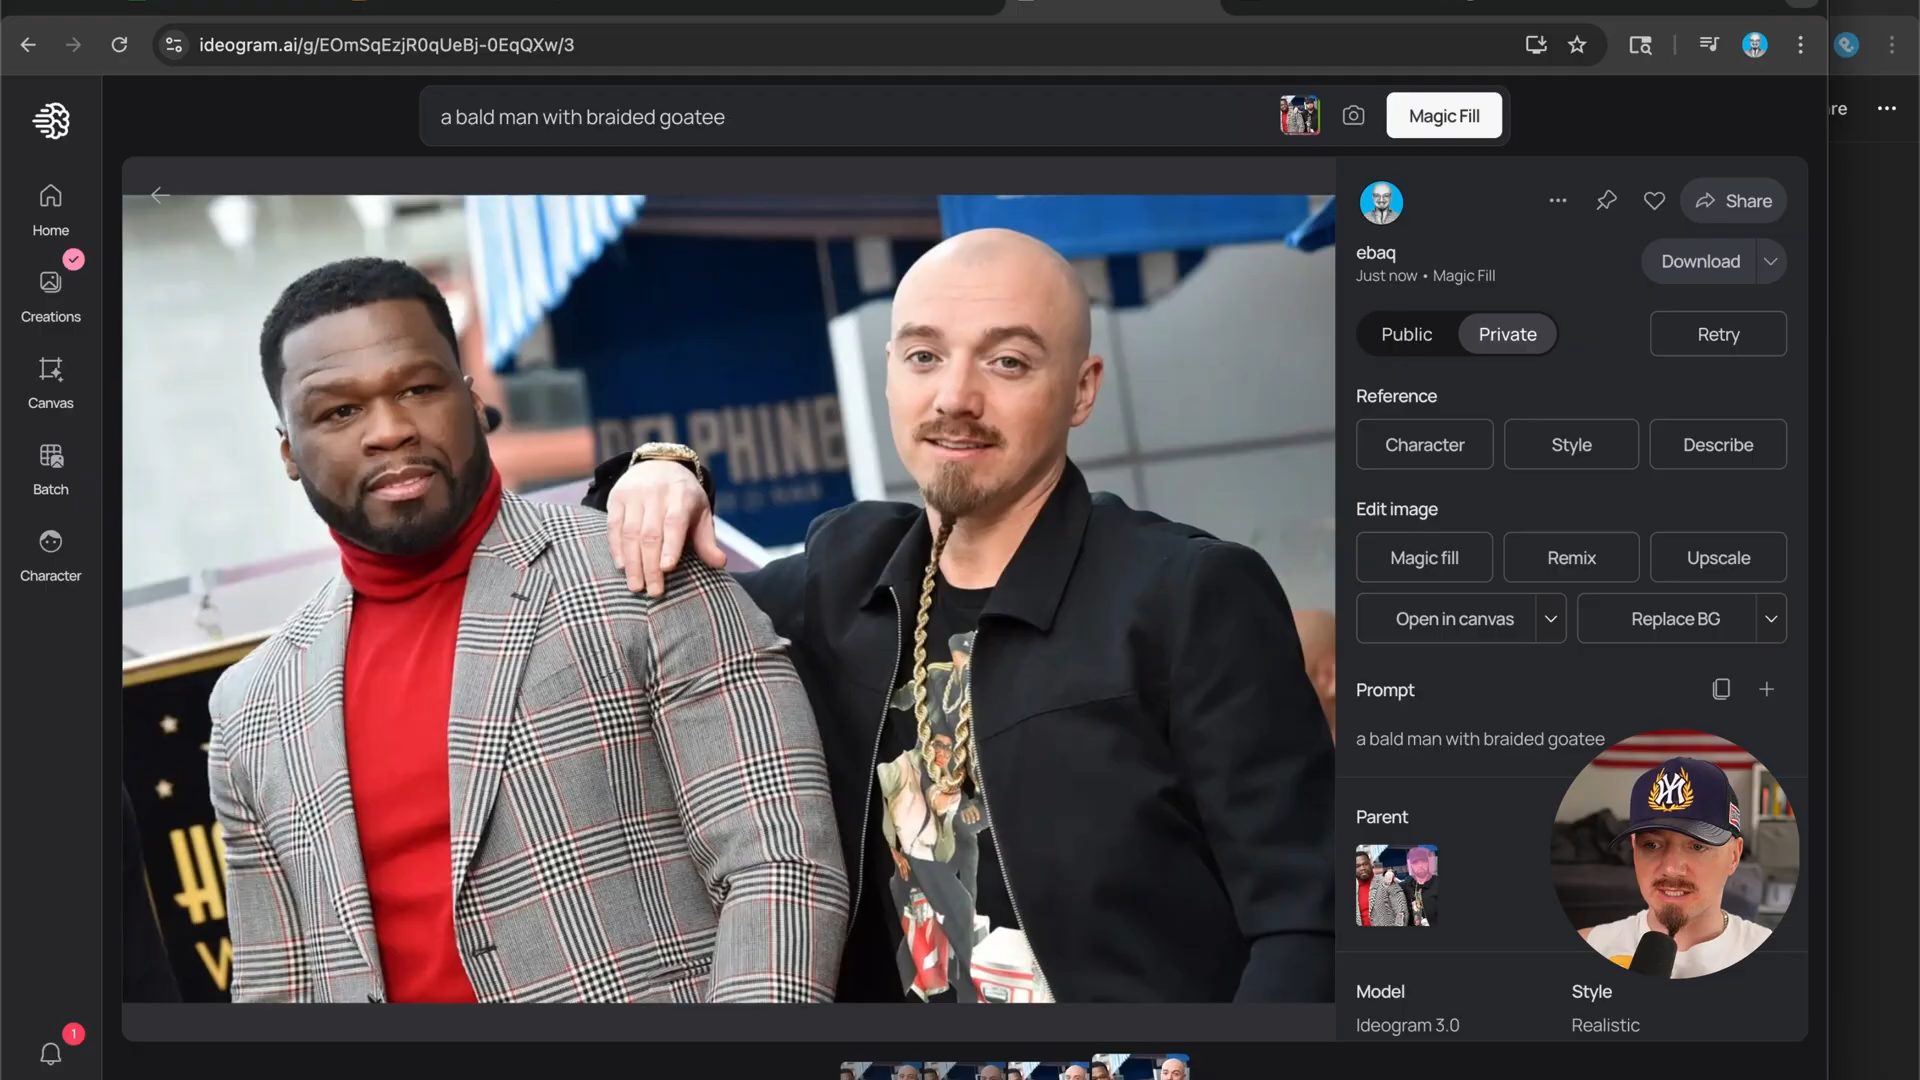 ideogram.ai/g/EOmSqEzjR0qUeBj-0EqQXw/3
re
a bald man with braided goatee
Magic Fill
Home
Creations
Canvas
Batch
Character
1
Share
ebaq
Just now • Magic Fill
Download
Public
Private
Retry
Reference
Character
Style
Describe
Edit image
Magic fill
Remix
Upscale
Open in canvas
Replace BG
Prompt
a bald man with braided goatee
Parent
Model
Style
Ideogram 3.0
Realistic